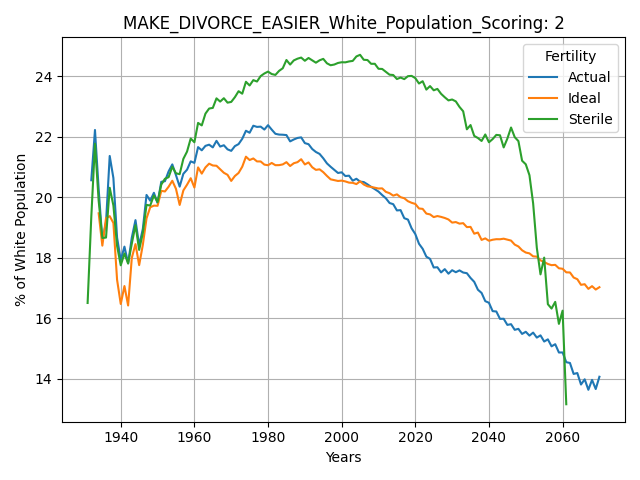 MAKE_DIVORCE_EASIER_White_Population_Scoring: 2
Fertility
Actual
Ideal
Sterile
% of White Population
24
22
20
18
16
14
1940
1960
1980
2000
2020
2040
2060
Years